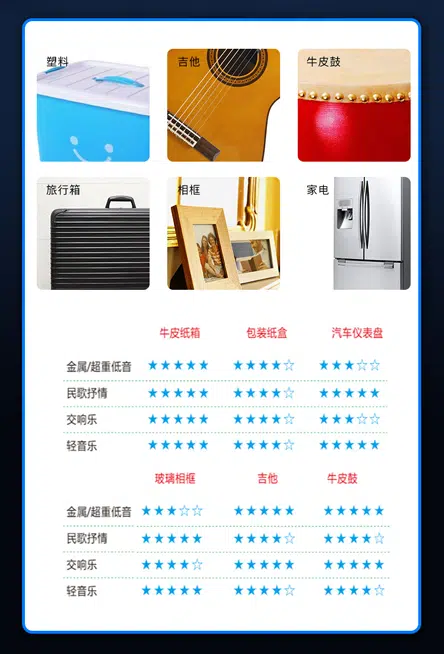 塑料 吉他 牛皮鼓
旅行箱 相框 家电
牛皮纸箱 包装纸盒 汽车仪表盘
金属/超重低音 ★★★★★ ★★★★☆ ★★★☆☆
民歌抒情 ★★★★★ ★★★★☆ ★★★★★
交响乐 ★★★★★ ★★★★☆ ★★★☆☆
轻音乐 ★★★★★ ★★★★☆ ★★★★★
玻璃相框 吉他 牛皮鼓
金属/超重低音 ★★★☆☆ ★★★★★ ★★★★★
民歌抒情 ★★★★★ ★★★★☆ ★★★★☆
交响乐 ★★★★☆ ★★★★★ ★★★★★
轻音乐 ★★★★★ ★★★★☆ ★★★★☆